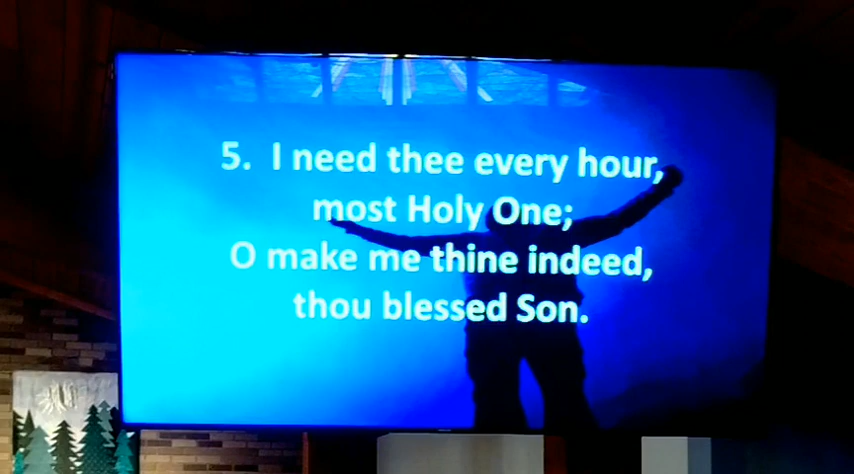 5. I need thee every hour,
most Holy One;
O make me thine indeed,
thou blessed Son.